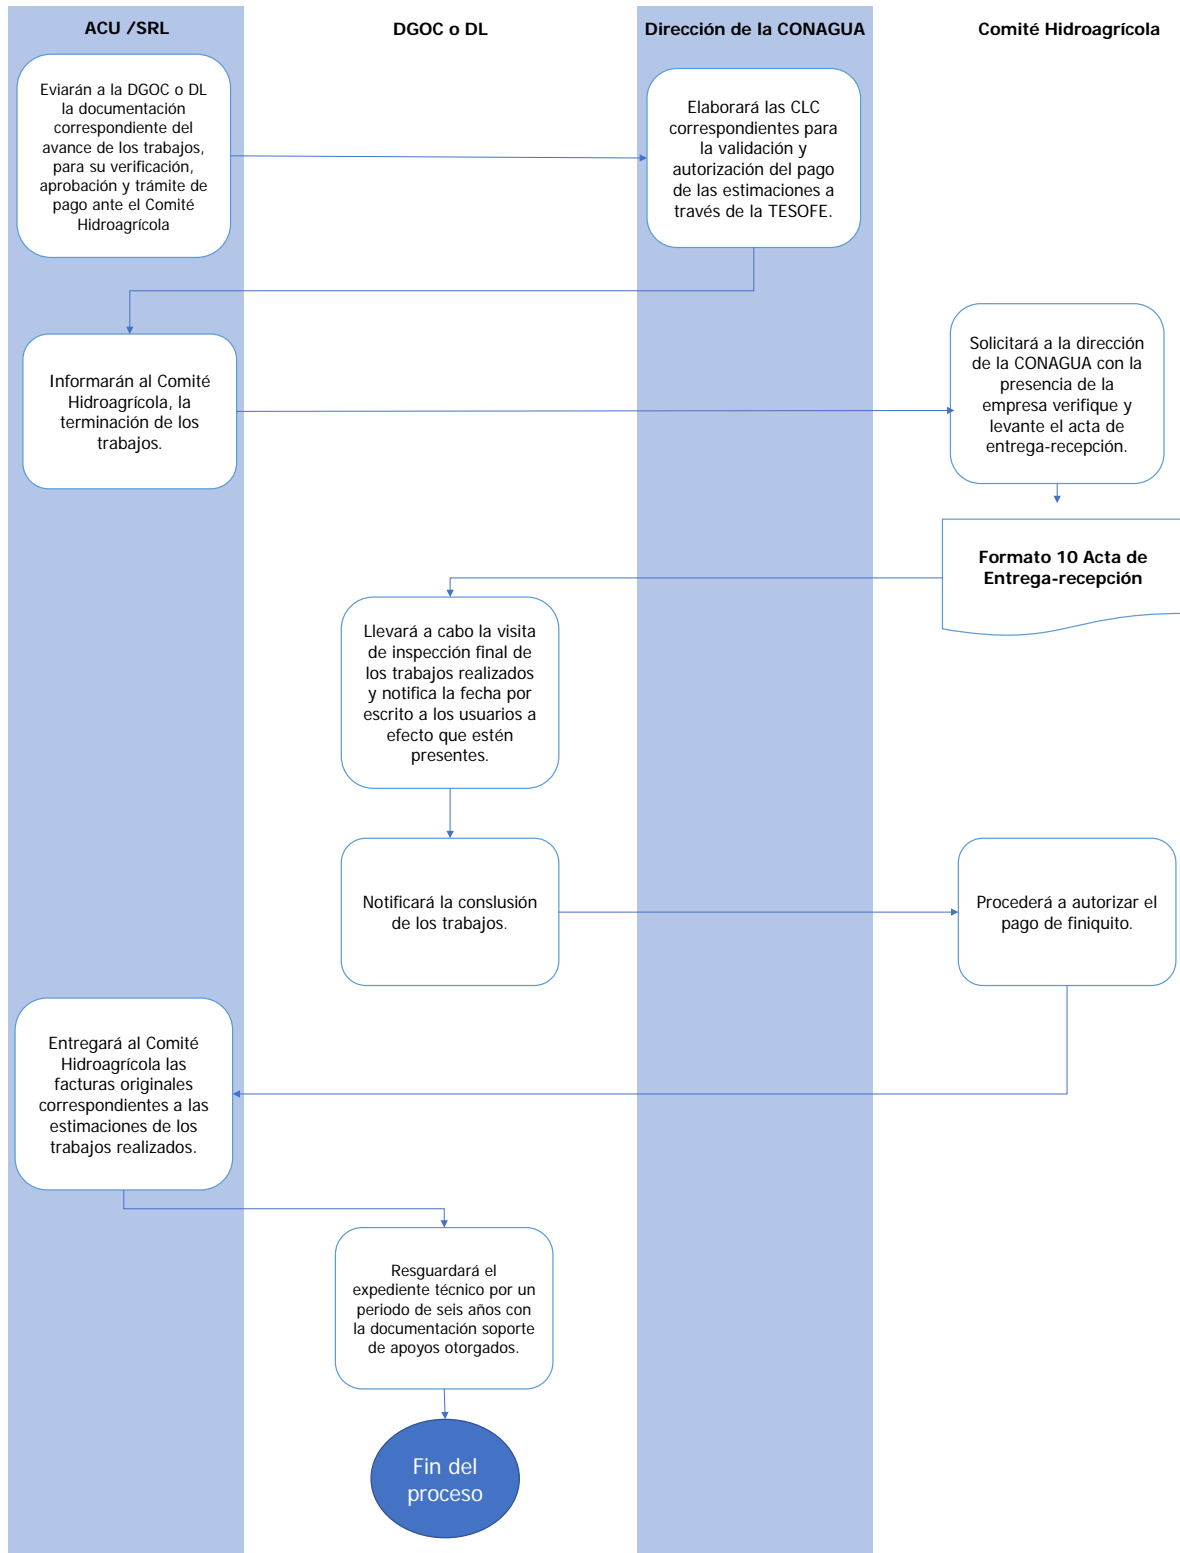 ACU /SRL
DGOC o DL
Dirección de la CONAGUA
Comité Hidroagrícola
Eviarán a la DGOC o DL
la documentación
correspondiente del
avance de los trabajos,
para su verificación,
aprobación y trámite de
pago ante el Comité
Hidroagrícola
Elaborará las CLC
correspondientes para
la validación y
autorización del pago
de las estimaciones a
través de la TESOFE.
Informarán al Comité
Hidroagrícola, la
terminación de los
trabajos.
Solicitará a la dirección
de la CONAGUA con la
presencia de la
empresa verifique y
levante el acta de
entrega-recepción.
Formato 10 Acta de
Entrega-recepción
Llevará a cabo la visita
de inspección final de
los trabajos realizados
y notifica la fecha por
escrito a los usuarios a
efecto que estén
presentes.
Notificará la conslusión
de los trabajos.
Procederá a autorizar el
pago de finiquito.
Entregará al Comité
Hidroagrícola las
facturas originales
correspondientes a las
estimaciones de los
trabajos realizados.
Resguardará el
expediente técnico por un
periodo de seis años con
la documentación soporte
de apoyos otorgados.
Fin del
proceso